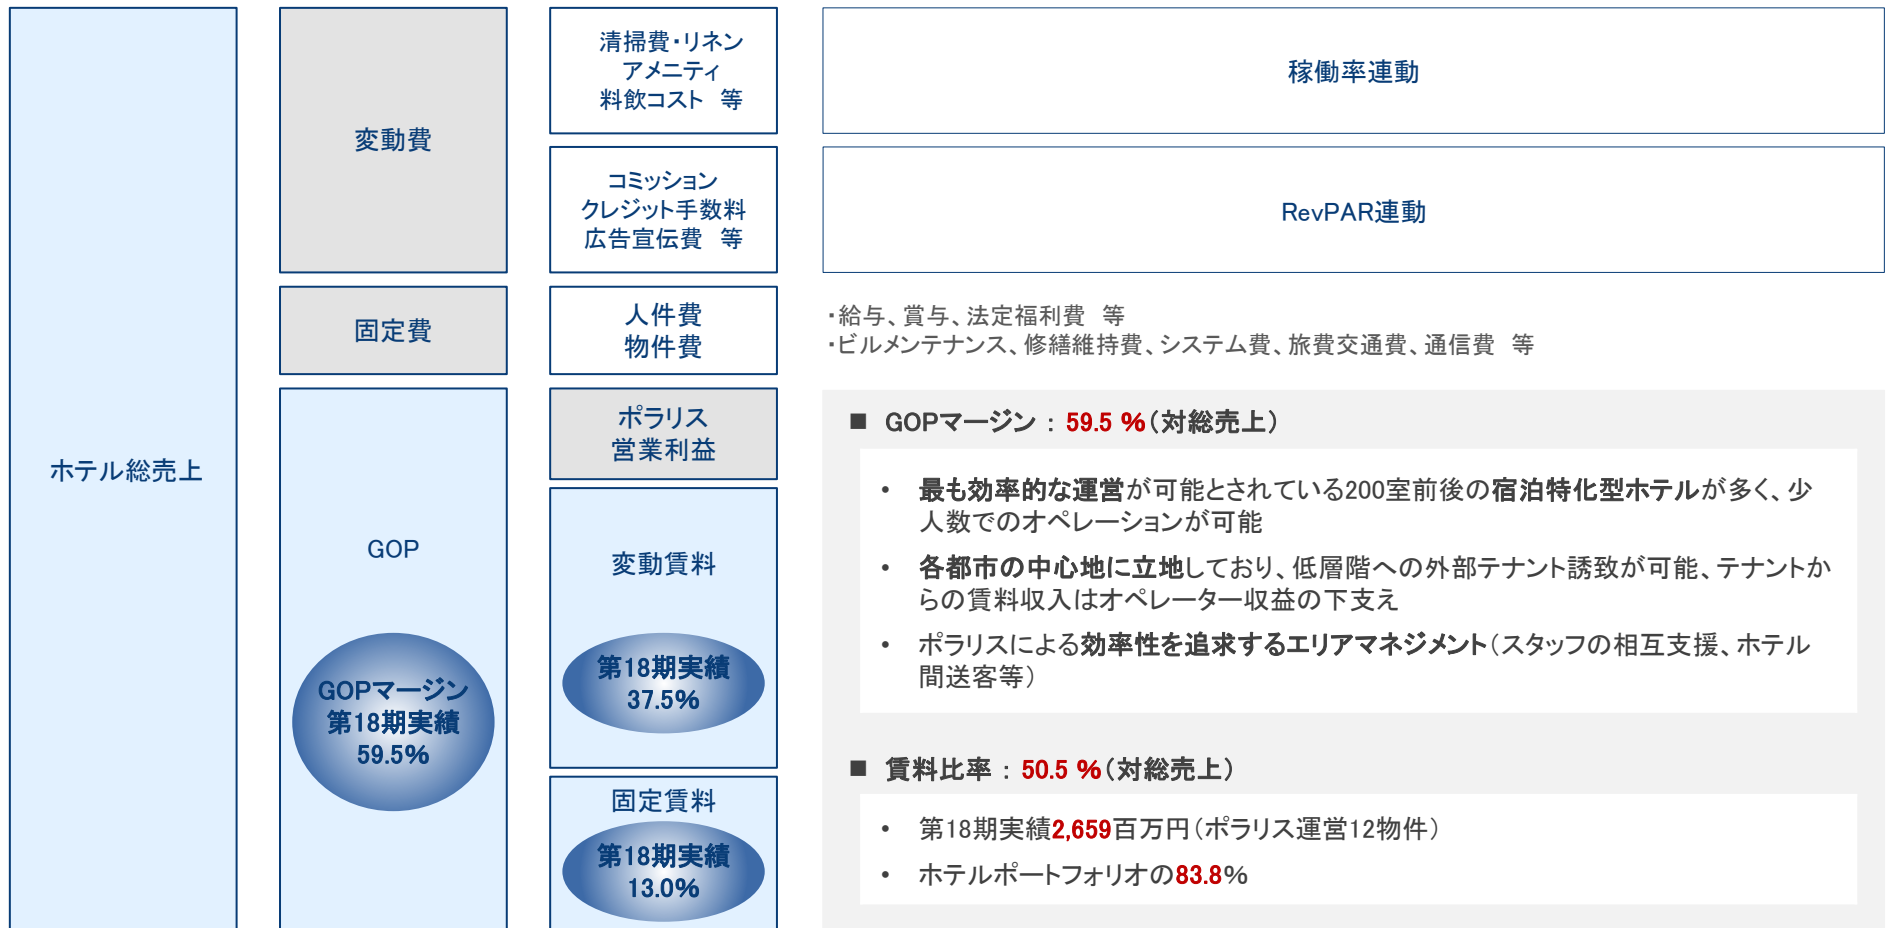 ホテル総売上
変動費
清掃費・リネン
アメニティ
料飲コスト　等
稼働率連動
コミッション
クレジット手数料
広告宣伝費　等
RevPAR連動
固定費
人件費
物件費
・給与、賞与、法定福利費　等
・ビルメンテナンス、修繕維持費、システム費、旅費交通費、通信費　等
GOP
GOPマージン
第18期実績
59.5%
ポラリス
営業利益
変動賃料
第18期実績
37.5%
固定賃料
第18期実績
13.0%
■ GOPマージン : 59.5 %（対総売上）
• 最も効率的な運営が可能とされている200室前後の宿泊特化型ホテルが多く、少
人数でのオペレーションが可能
• 各都市の中心地に立地しており、低層階への外部テナント誘致が可能、テナントか
らの賃料収入はオペレーター収益の下支え
• ポラリスによる効率性を追求するエリアマネジメント（スタッフの相互支援、ホテル
間送客等）
■ 賃料比率 : 50.5 %（対総売上）
• 第18期実績2,659百万円（ポラリス運営12物件）
• ホテルポートフォリオの83.8%